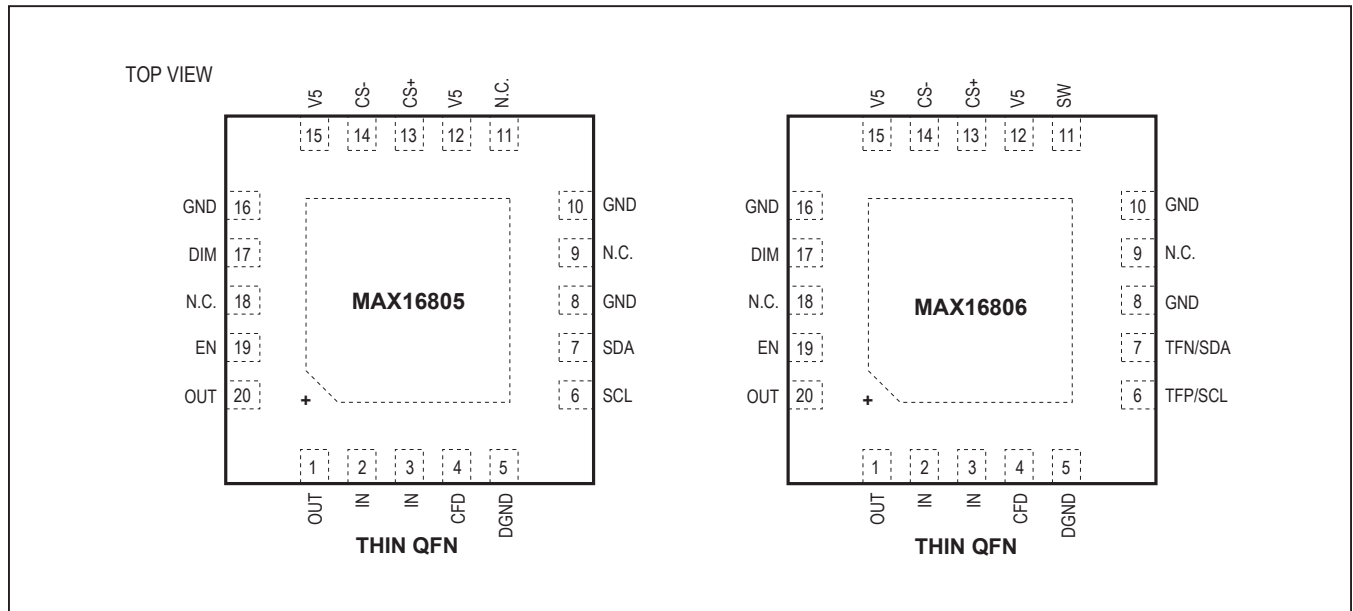 TOP VIEW
V5 CS- CS+ V5 N.C.
15 14 13 12 11
GND 16 10 GND
DIM 17 9 N.C.
N.C. 18 MAX16805 8 GND
EN 19 7 SDA
OUT 20 + 6 SCL
1 2 3 4 5
OUT IN IN CFD DGND
THIN QFN
V5 CS- CS+ V5 SW
15 14 13 12 11
GND 16 10 GND
DIM 17 9 N.C.
N.C. 18 MAX16806 8 GND
EN 19 7 TFN/SDA
OUT 20 + 6 TFP/SCL
1 2 3 4 5
OUT IN IN CFD DGND
THIN QFN